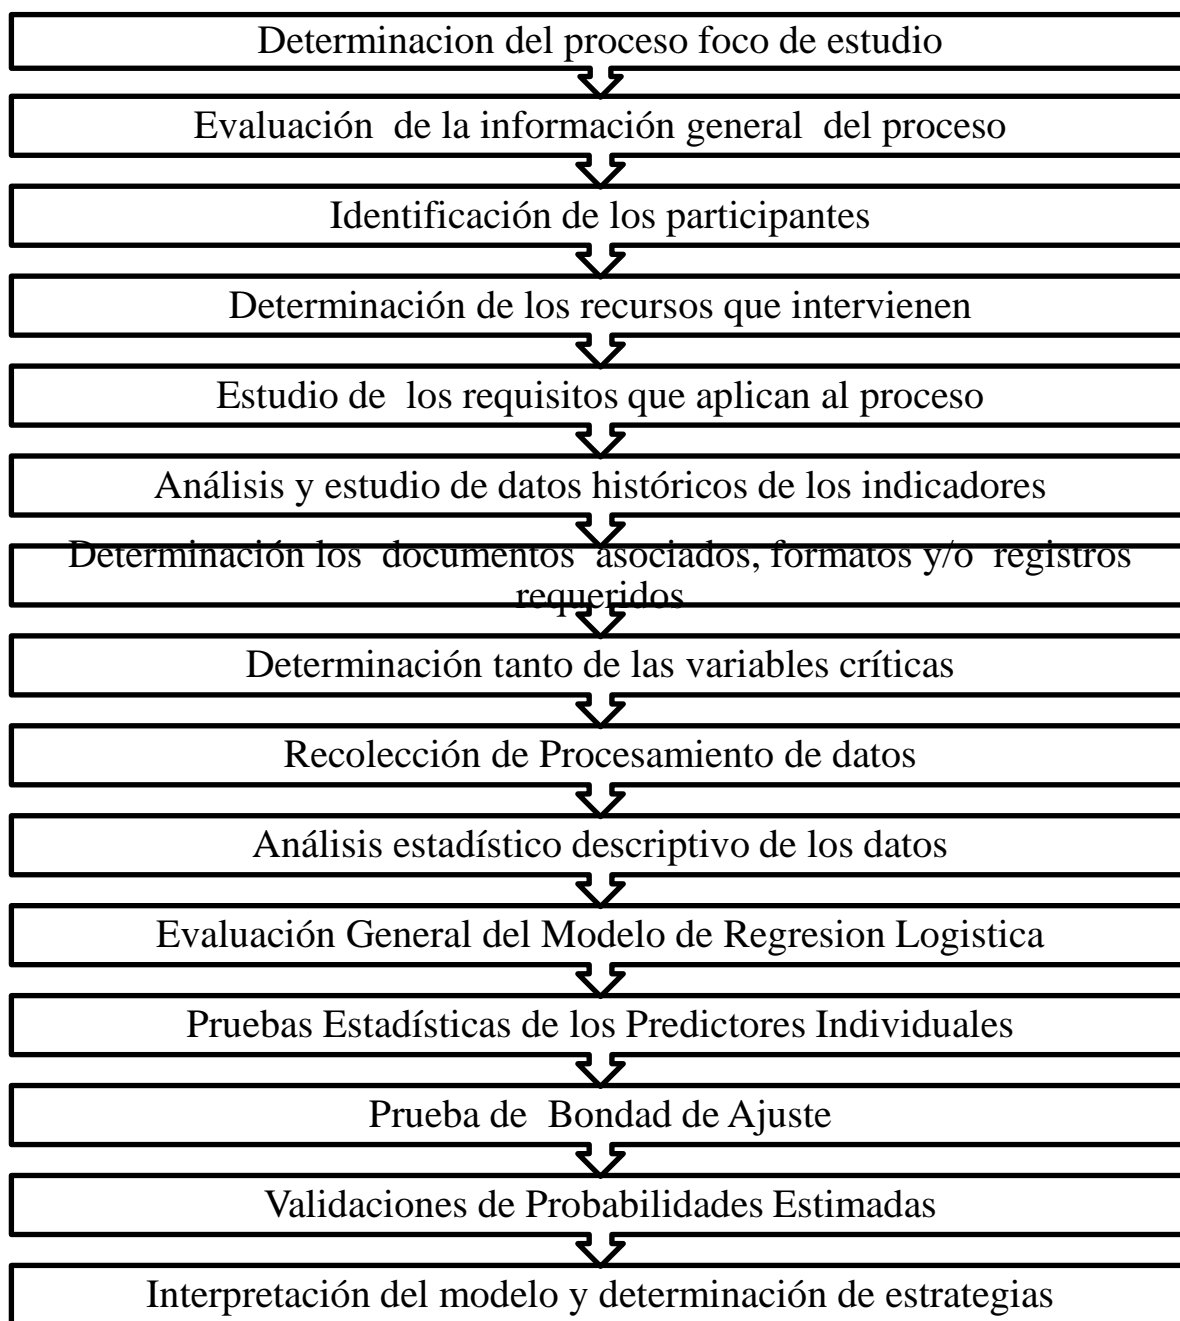 Determinacion del proceso foco de estudio
Evaluación de la información general del proceso
Identificación de los participantes
Determinación de los recursos que intervienen
Estudio de los requisitos que aplican al proceso
Análisis y estudio de datos históricos de los indicadores
Determinación los documentos asociados, formatos y/o registros
requeridos
Determinación tanto de las variables críticas
Recolección de Procesamiento de datos
Análisis estadístico descriptivo de los datos
Evaluación General del Modelo de Regresion Logistica
Pruebas Estadísticas de los Predictores Individuales
Prueba de Bondad de Ajuste
Validaciones de Probabilidades Estimadas
Interpretación del modelo y determinación de estrategias